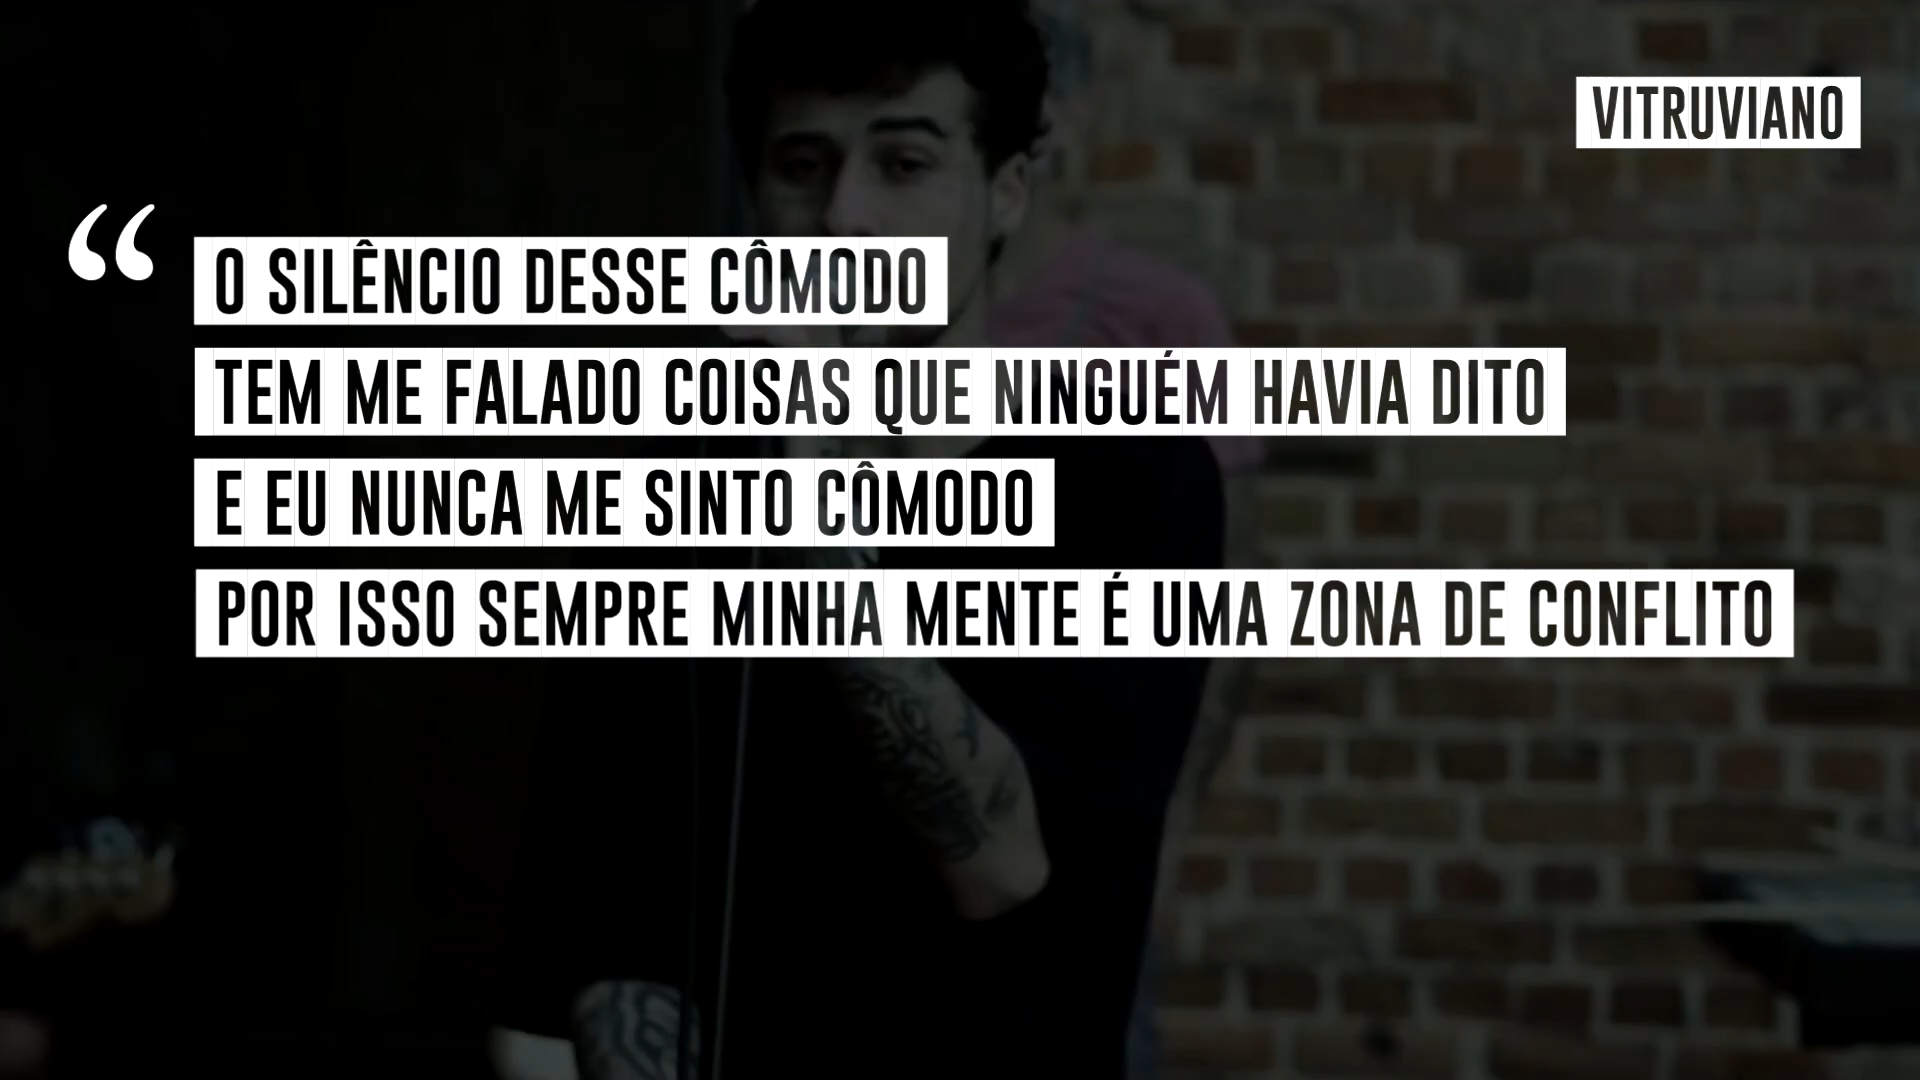 VITRUVIANO
“
O SILÊNCIO DESSE CÔMODO
TEM ME FALADO COISAS QUE NINGUÉM HAVIA DITO
E EU NUNCA ME SINTO CÔMODO
POR ISSO SEMPRE MINHA MENTE É UMA ZONA DE CONFLITO